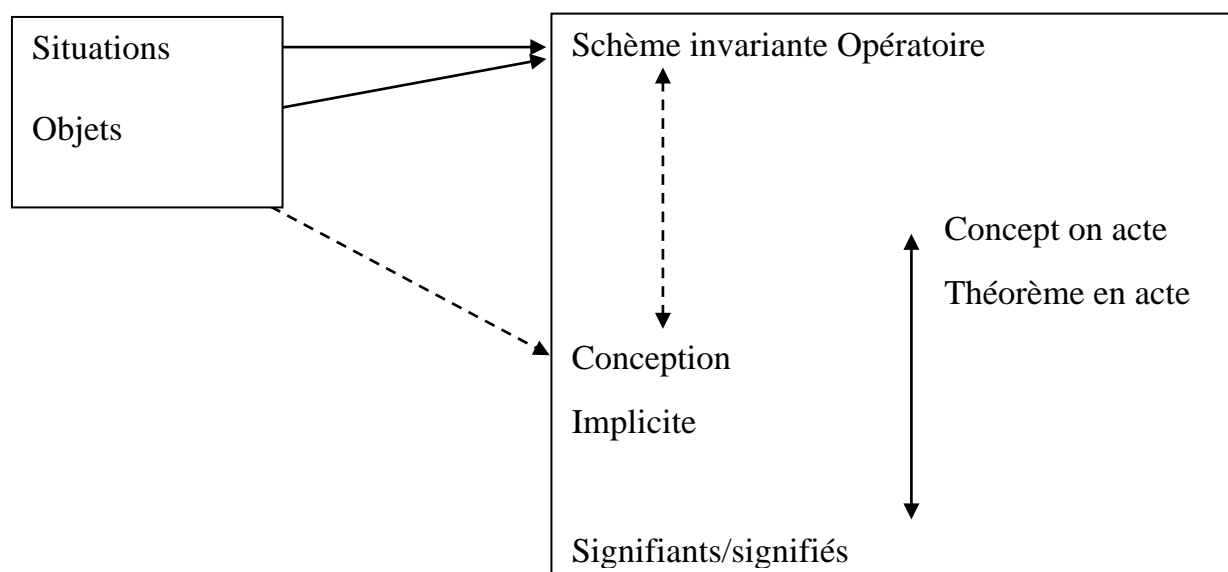 Situations
Objets
Schème invariante Opératoire
Concept on acte
Théorème en acte
Conception
Implicite
Signifiants/signifiés